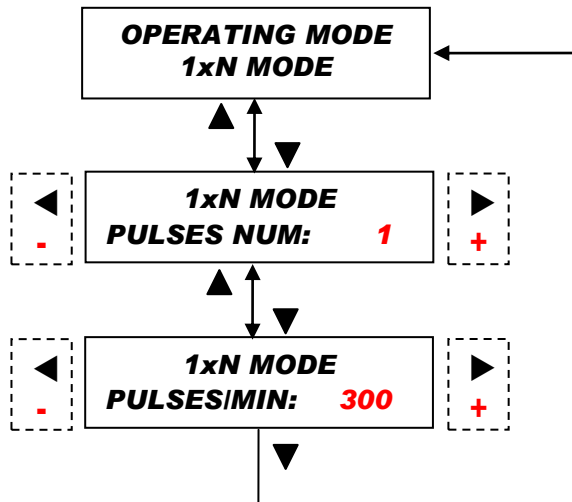 OPERATING MODE
1xN MODE
1xN MODE
PULSES NUM: 1
- +
1xN MODE
PULSES/MIN: 300
- +